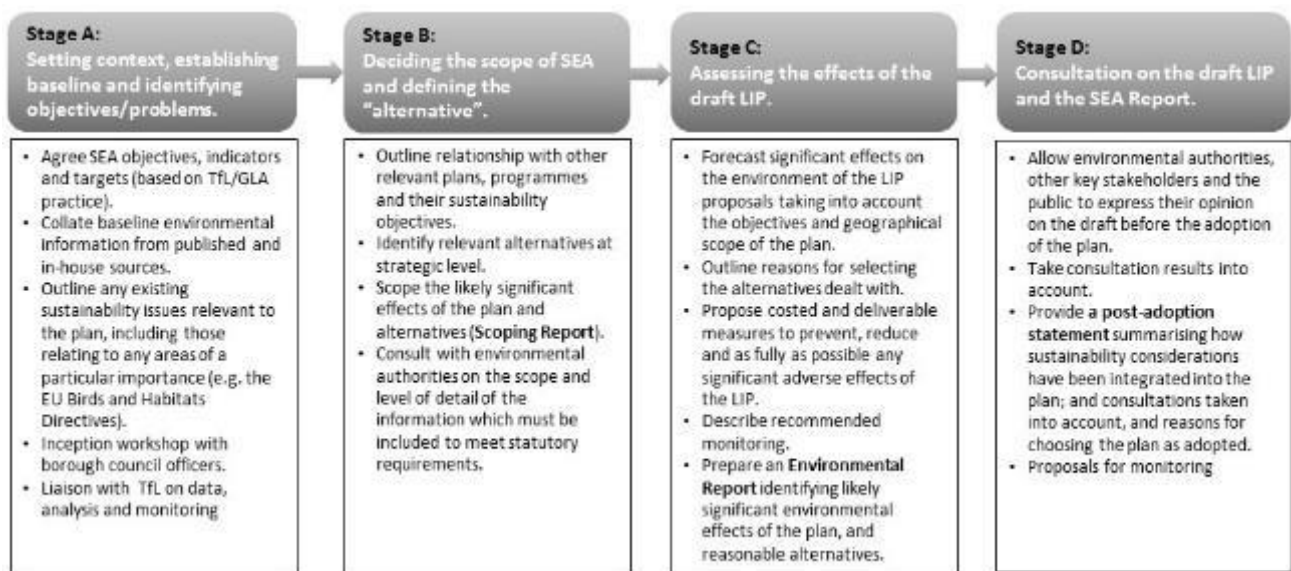 Stage A:
Setting context, establishing
baseline and identifying
objectives/problems.
• Agree SEA objectives, indicators
and targets (based on TfL/GLA
practice).
• Collate baseline environmental
information from published and
in-house sources.
• Outline any existing
sustainability issues relevant to
the plan, including those
relating to any areas of a
particular importance (e.g. the
EU Birds and Habitats
Directives).
• Inception workshop with
borough council officers.
• Liaison with TfL on data,
analysis and monitoring
Stage B:
Deciding the scope of SEA
and defining the
“alternative”.
• Outline relationship with other
relevant plans, programmes
and their sustainability
objectives.
• Identify relevant alternatives at
strategic level.
• Scope the likely significant
effects of the plan and
alternatives (Scoping Report).
• Consult with environmental
authorities on the scope and
level of detail of the
information which must be
included to meet statutory
requirements.
Stage C:
Assessing the effects of the
draft LIP.
• Forecast significant effects on
the environment of the LIP
proposals taking into account
the objectives and geographical
scope of the plan.
• Outline reasons for selecting
the alternatives dealt with.
• Propose costed and deliverable
measures to prevent, reduce
and as fully as possible any
significant adverse effects of
the LIP.
• Describe recommended
monitoring.
• Prepare an Environmental
Report identifying likely
significant environmental
effects of the plan, and
reasonable alternatives.
Stage D:
Consultation on the draft LIP
and the SEA Report.
• Allow environmental authorities,
other key stakeholders and the
public to express their opinion
on the draft before the adoption
of the plan.
• Take consultation results into
account.
• Provide a post-adoption
statement summarising how
sustainability considerations
have been integrated into the
plan; and consultations taken
into account, and reasons for
choosing the plan as adopted.
• Proposals for monitoring